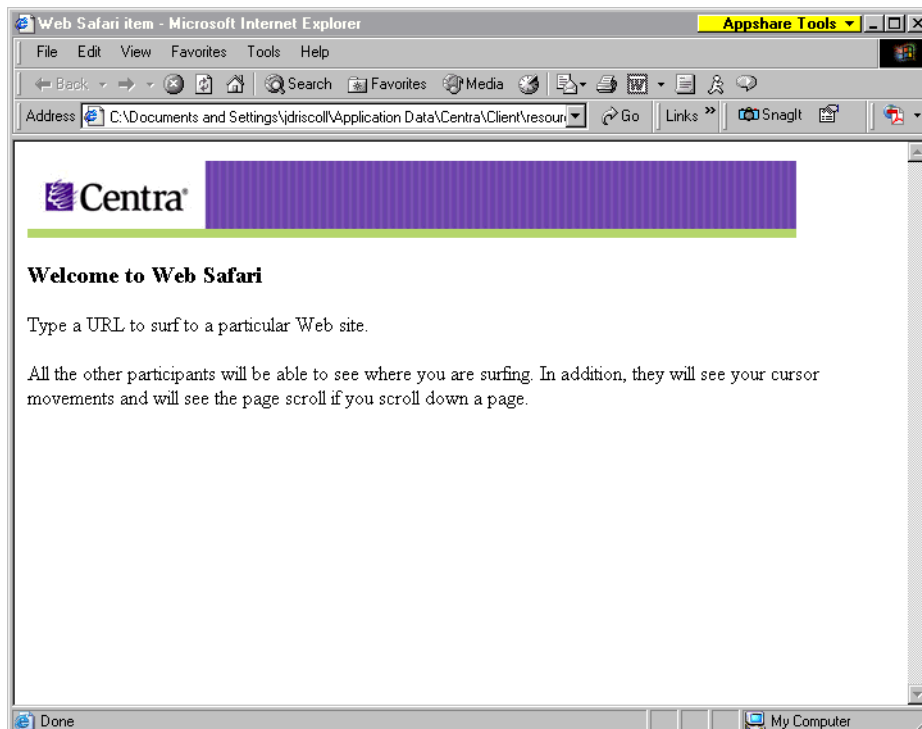 Web Safari item - Microsoft Internet Explorer
Appshare Tools
File Edit View Favorites Tools Help
Back Search Favorites Media
Address C:\Documents and Settings\jdriscoll\Application Data\Centra\Client\resour Go Links » SnagIt
Centra®
Welcome to Web Safari
Type a URL to surf to a particular Web site.
All the other participants will be able to see where you are surfing. In addition, they will see your cursor
movements and will see the page scroll if you scroll down a page.
Done My Computer